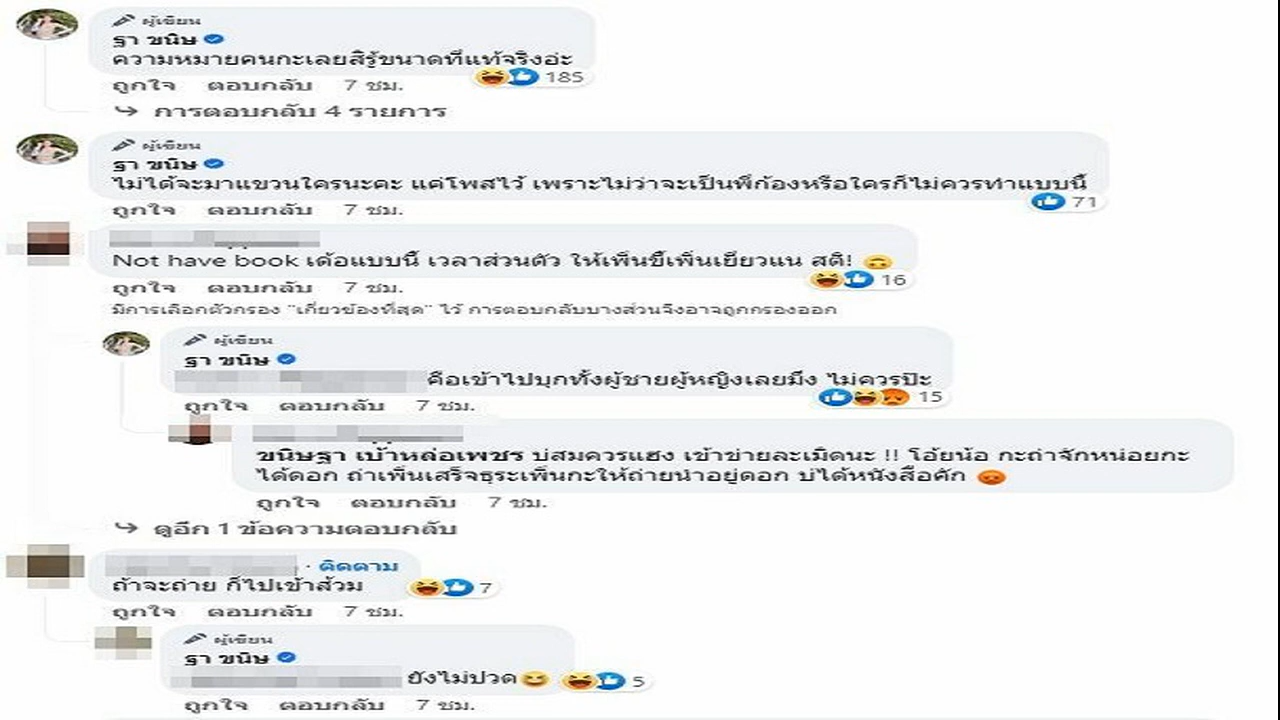 ผู้เขียน
ฐา ขนิษ
ความหมายคนกะเลยสิรู้ขนาดที่แท้จริงอ่ะ
185
ถูกใจ ตอบกลับ 7 ชม.
การตอบกลับ 4 รายการ
ผู้เขียน
ฐา ขนิษ
ไม่ได้จะมาแขวนใครนะคะ แค่โพสไว้ เพราะไม่ว่าจะเป็นพี่ก้องหรือใครก็ไม่ควรทำแบบนี้
71
ถูกใจ ตอบกลับ 7 ชม.
Not have book เด้อแบบนี้ เวลาส่วนตัว ให้เพิ่นขี้เพิ่นเยี่ยวแน สติ! 🙃
16
ถูกใจ ตอบกลับ 7 ชม.
มีการเลือกตัวกรอง "เกี่ยวข้องที่สุด" ไว้ การตอบกลับบางส่วนจึงอาจถูกกรองออก
ผู้เขียน
ฐา ขนิษ
คือเข้าไปบุกทั้งผู้ชายผู้หญิงเลยมึง ไม่ควรป๊ะ
15
ถูกใจ ตอบกลับ 7 ชม.
ขนิษฐา เบ้าหล่อเพชร บ่สมควรแฮง เข้าข่ายละเมิดนะ !! โอ้ยน้อ กะถ่าจักหน่อยกะ
ได้ดอก ถ่าเพิ่นเสร็จธุระเพิ่นกะให้ถ่ายนำอยู่ดอก บ่ได้หนังสือคัก 😡
ถูกใจ ตอบกลับ 7 ชม.
ดูอีก 1 ข้อความตอบกลับ
· ติดตาม
ถ้าจะถ่าย ก็ไปเข้าส้วม
7
ถูกใจ ตอบกลับ 7 ชม.
ผู้เขียน
ฐา ขนิษ
ยังไม่ปวด😆
5
ถูกใจ ตอบกลับ 7 ชม.